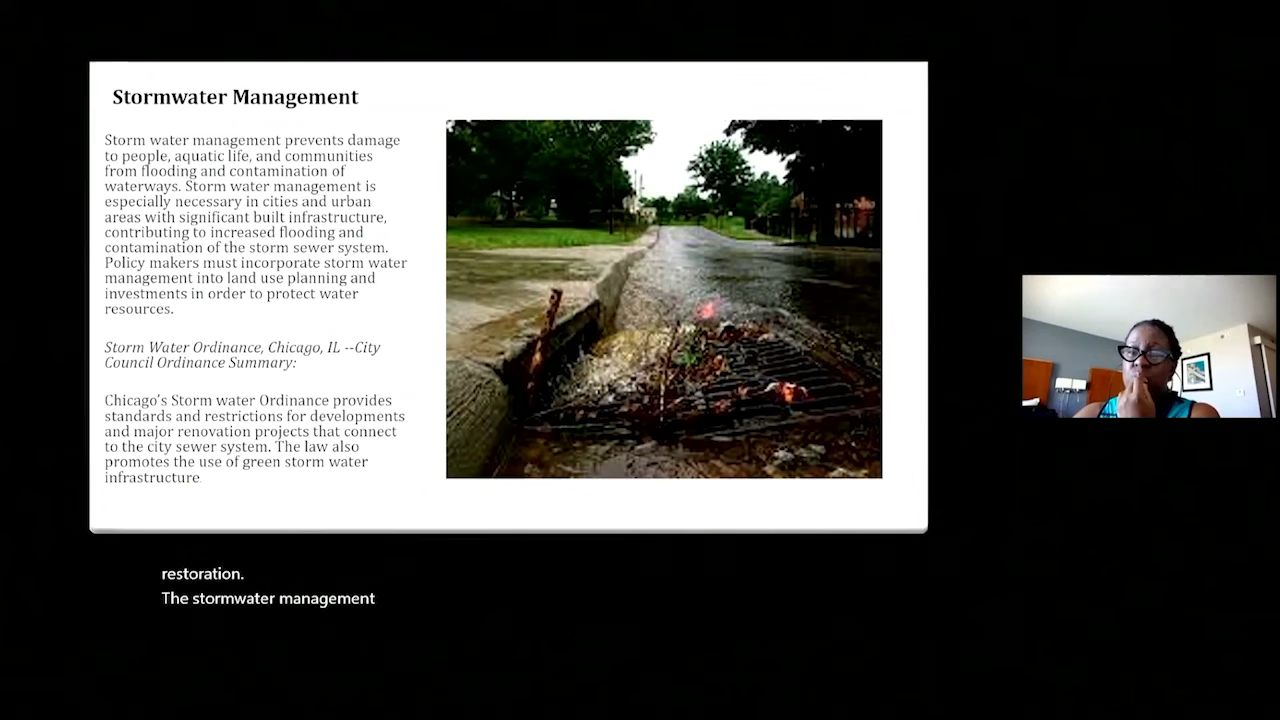 Stormwater Management
Storm water management prevents damage
to people, aquatic life, and communities
from flooding and contamination of
waterways. Storm water management is
especially necessary in cities and urban
areas with significant built infrastructure,
contributing to increased flooding and
contamination of the storm sewer system.
Policy makers must incorporate storm water
management into land use planning and
investments in order to protect water
resources.
Storm Water Ordinance, Chicago, IL --City
Council Ordinance Summary:
Chicago's Storm water Ordinance provides
standards and restrictions for developments
and major renovation projects that connect
to the city sewer system. The law also
promotes the use of green storm water
infrastructure.
restoration.
The stormwater management